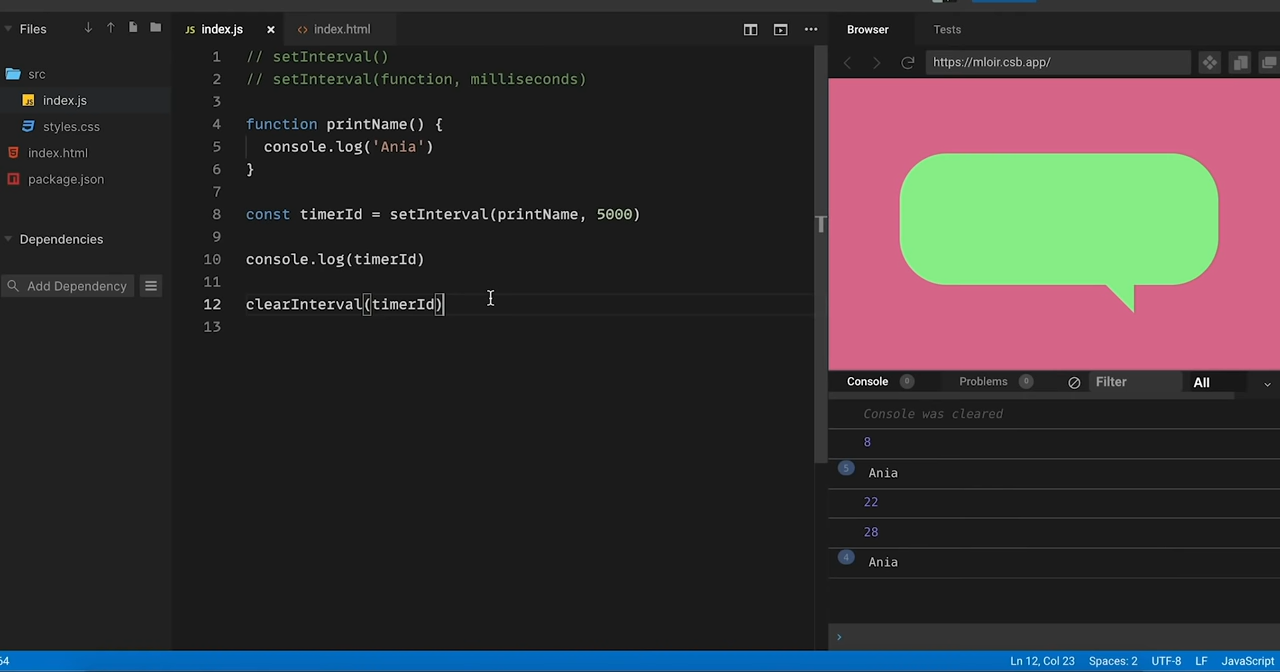 Files
JS index.js ×
<> index.html
Browser
Tests
src
index.js
styles.css
index.html
package.json
Dependencies
Add Dependency
1 // setInterval()
2 // setInterval(function, milliseconds)
3
4 function printName() {
5 console.log('Ania')
6 }
7
8 const timerId = setInterval(printName, 5000)
9
10 console.log(timerId)
11
12 clearInterval(timerId)
13
https://mloir.csb.app/
Console 0 Problems 0 Filter All
Console was cleared
8
5 Ania
22
28
4 Ania
›
64 Ln 12, Col 23 Spaces: 2 UTF-8 LF JavaScript